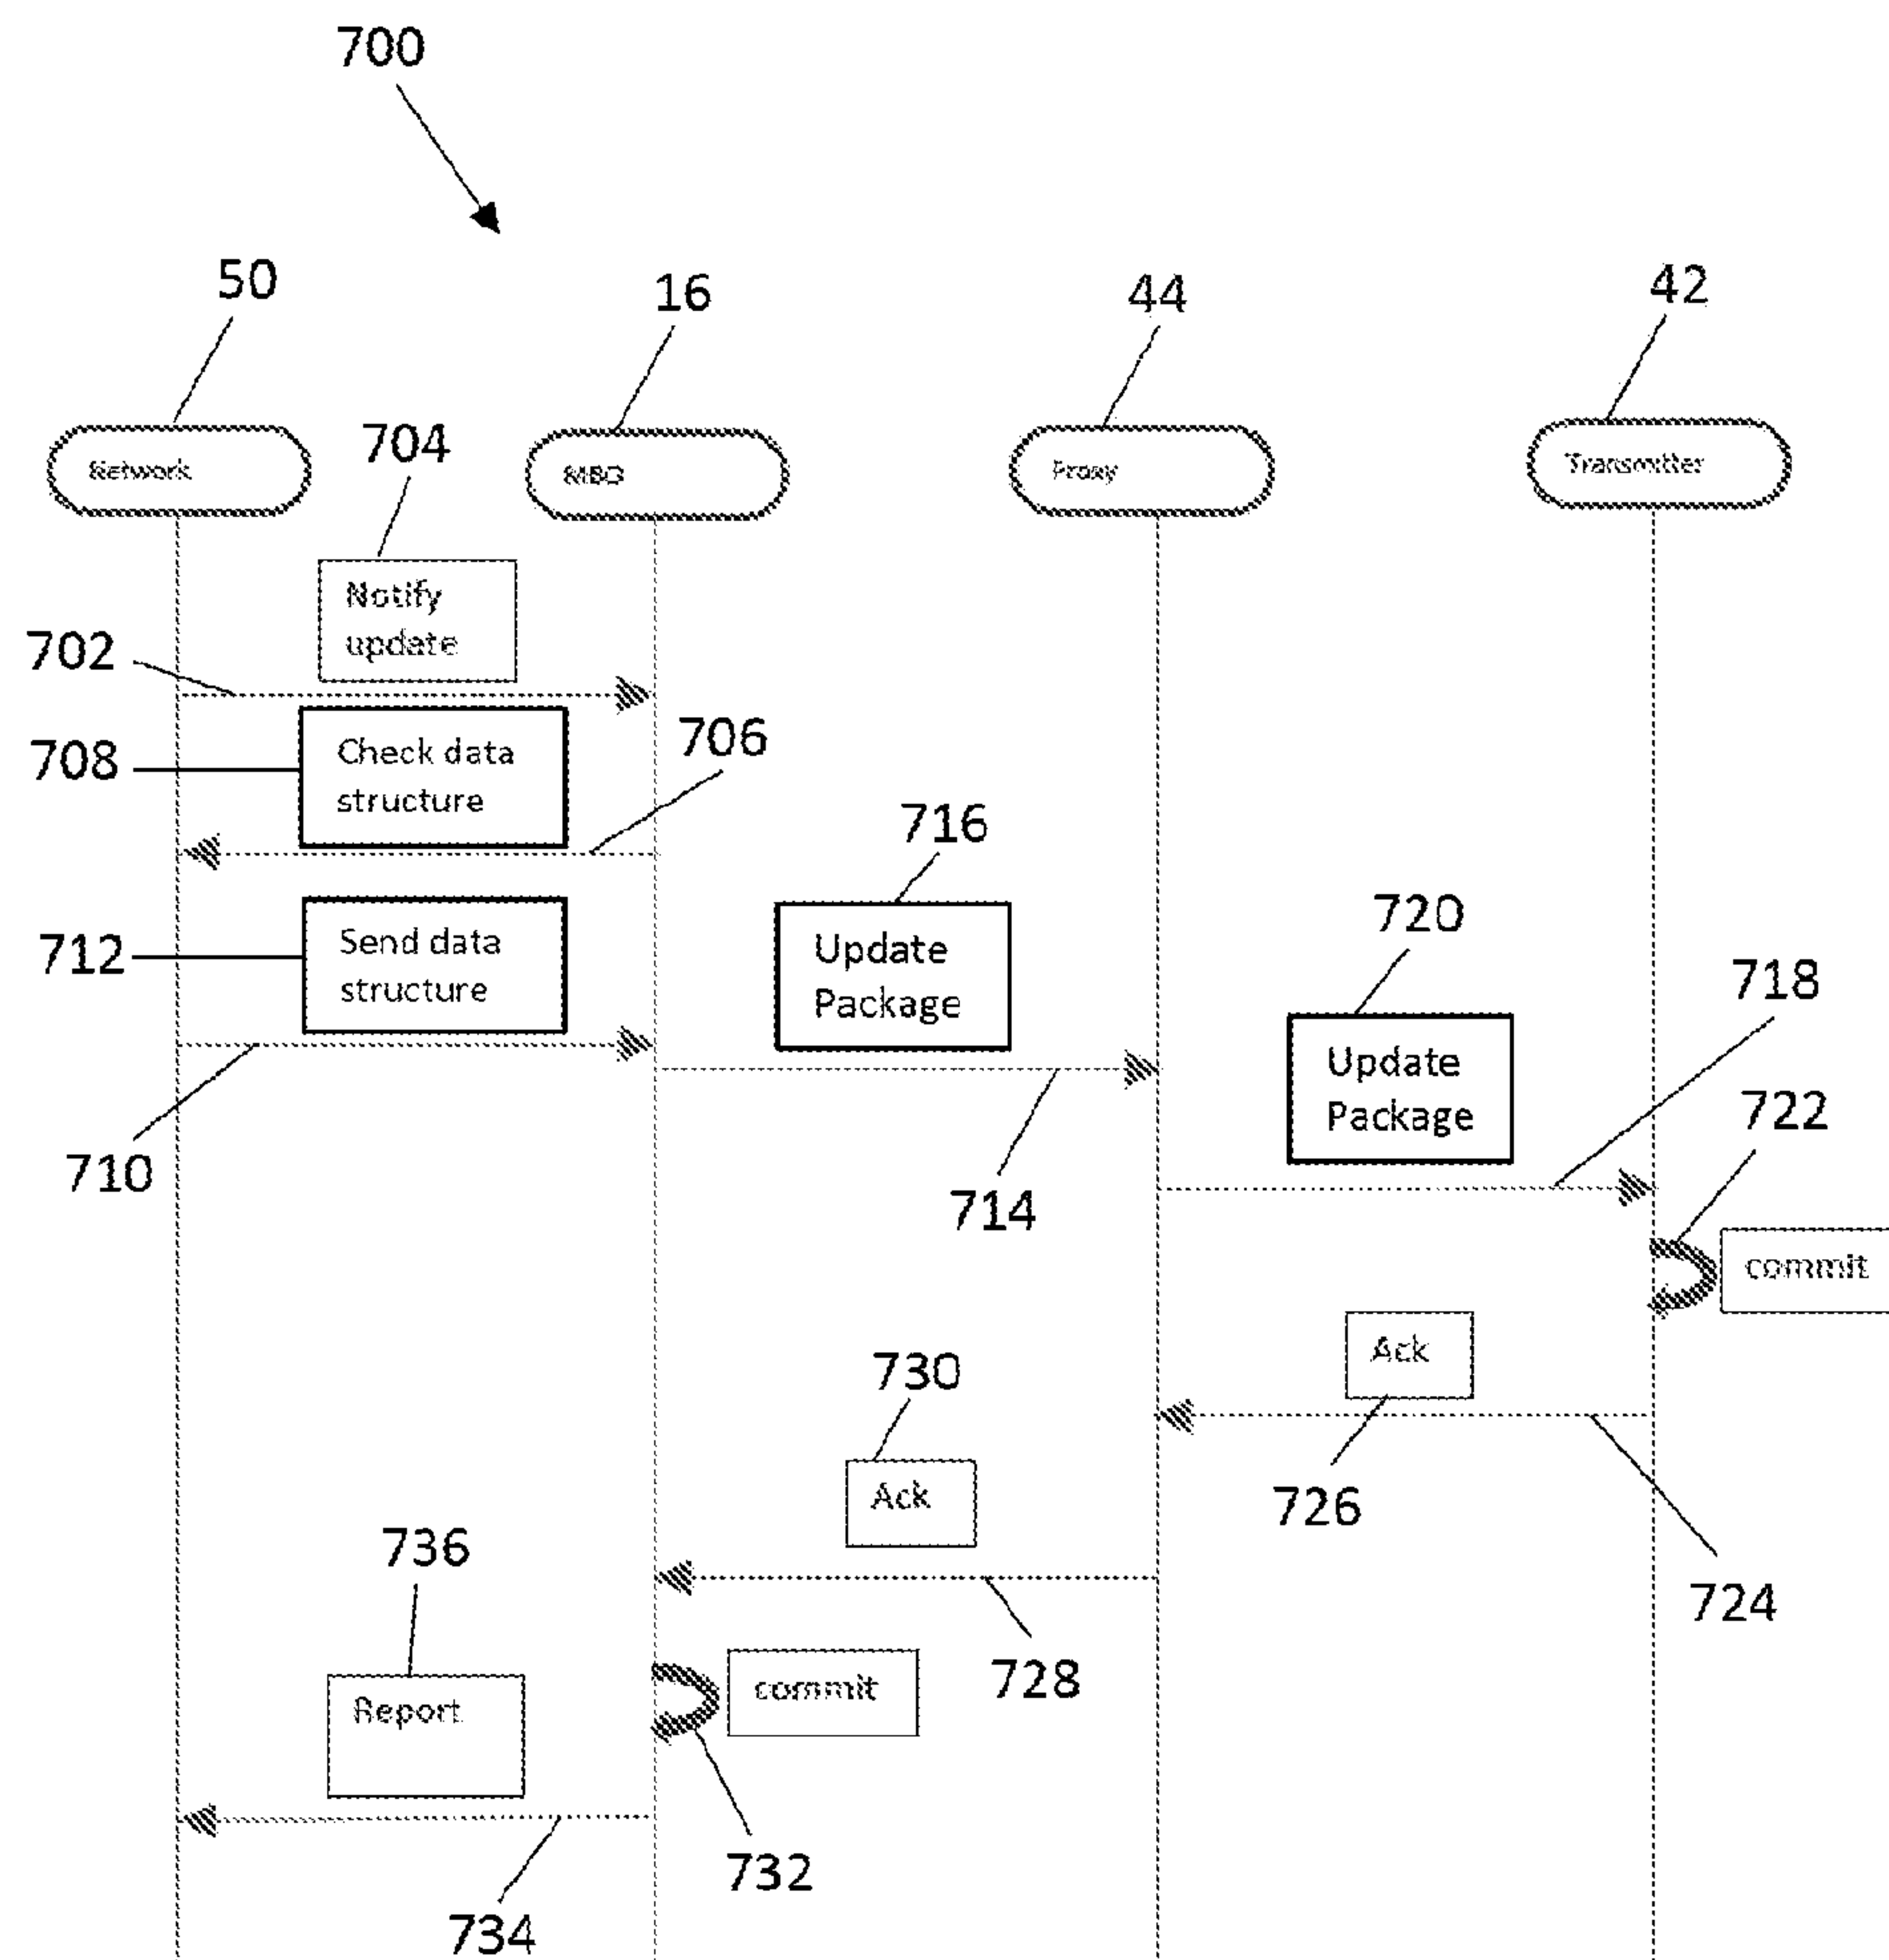 700
50
16
44
42
Network
MBO
Proxy
Transmitter
704
Notify
update
702
708
Check data
structure
706
716
712
Send data
structure
Update
Package
720
718
Update
Package
722
710
714
commit
Ack
730
726
Ack
736
724
728
commit
Report
732
734